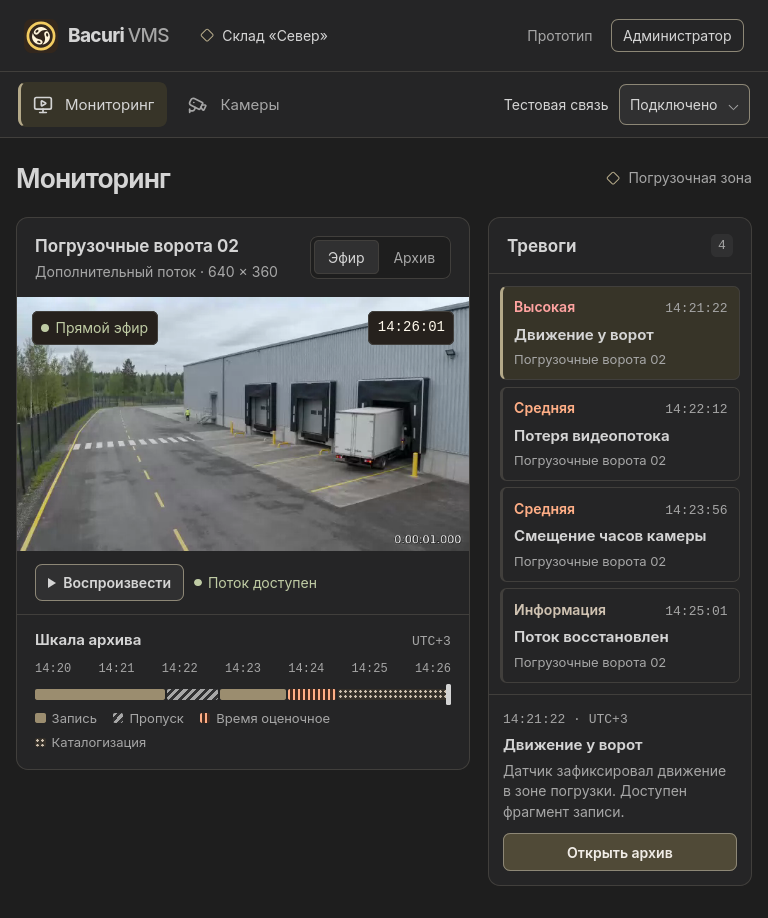 Bacuri VMS
Склад «Север»
Прототип
Администратор
Мониторинг
Камеры
Тестовая связь
Подключено
Мониторинг
Погрузочная зона
Погрузочные ворота 02
Дополнительный поток · 640 × 360
Эфир
Архив
Прямой эфир
14:26:01
0:00:01.000
Воспроизвести
Поток доступен
Шкала архива
UTC+3
14:20 14:21 14:22 14:23 14:24 14:25 14:26
Запись Пропуск Время оценочное
Каталогизация
Тревоги
4
Высокая 14:21:22
Движение у ворот
Погрузочные ворота 02
Средняя 14:22:12
Потеря видеопотока
Погрузочные ворота 02
Средняя 14:23:56
Смещение часов камеры
Погрузочные ворота 02
Информация 14:25:01
Поток восстановлен
Погрузочные ворота 02
14:21:22 · UTC+3
Движение у ворот
Датчик зафиксировал движение
в зоне погрузки. Доступен
фрагмент записи.
Открыть архив